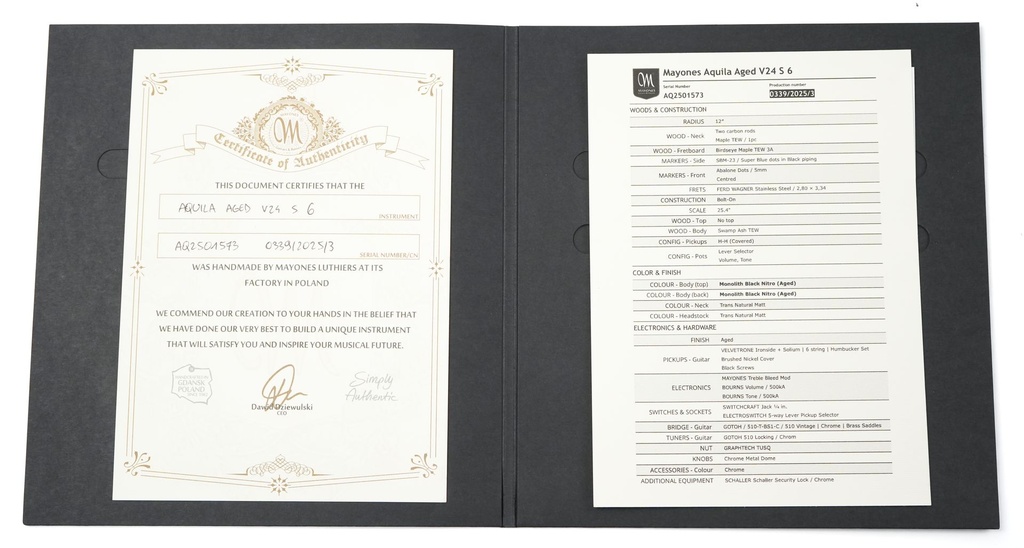 M
Certificate of Authenticity
THIS DOCUMENT CERTIFIES THAT THE
AQUILA AGED V24 S 6
INSTRUMENT
AQ2501573 0339/2025/3
SERIAL NUMBER/CN
WAS HANDMADE BY MAYONES LUTHIERS AT ITS
FACTORY IN POLAND
WE COMMEND OUR CREATION TO YOUR HANDS IN THE BELIEF THAT
WE HAVE DONE OUR VERY BEST TO BUILD A UNIQUE INSTRUMENT
THAT WILL SATISFY YOU AND INSPIRE YOUR MUSICAL FUTURE.
GDANSK
POLAND
Dawid Dziewulski
CEO
Simply
Authentic
M
MAYONES
Mayones Aquila Aged V24 S 6
Serial Number Production number
AQ2501573 0339/2025/3
WOODS & CONSTRUCTION
RADIUS 12"
WOOD - Neck Two carbon rods
Maple TEW / 1pc
WOOD - Fretboard Birdseye Maple TEW 3A
MARKERS - Side SBM-23 / Super Blue dots in Black piping
MARKERS - Front Abalone Dots / 5mm
Centred
FRETS FERD WAGNER Stainless Steel / 2,80 × 1,34
CONSTRUCTION Bolt-On
SCALE 25.4"
WOOD - Top No top
WOOD - Body Swamp Ash TEW
CONFIG - Pickups H-H (Covered)
CONFIG - Pots Lever Selector
Volume, Tone
COLOR & FINISH
COLOUR - Body (top) Monolith Black Nitro (Aged)
COLOUR - Body (back) Monolith Black Nitro (Aged)
COLOUR - Neck Trans Natural Matt
COLOUR - Headstock Trans Natural Matt
ELECTRONICS & HARDWARE
FINISH Aged
PICKUPS - Guitar VELVETRONE Ironside + Solium | 6 string | Humbucker Set
Brushed Nickel Cover
Black Screws
ELECTRONICS MAYONES Treble Bleed Mod
BOURNS Volume / 500kA
BOURNS Tone / 500kA
SWITCHES & SOCKETS SWITCHCRAFT Jack ¼ in.
ELECTROSWITCH 5-way Lever Pickup Selector
BRIDGE - Guitar GOTOH / 510-T-BS1-C / 510 Vintage | Chrome | Brass Saddles
TUNERS - Guitar GOTOH 510 Locking / Chrom
NUT GRAPHTECH TUSQ
KNOBS Chrome Metal Dome
ACCESSORIES - Colour Chrome
ADDITIONAL EQUIPMENT SCHALLER Schaller Security Lock / Chrome